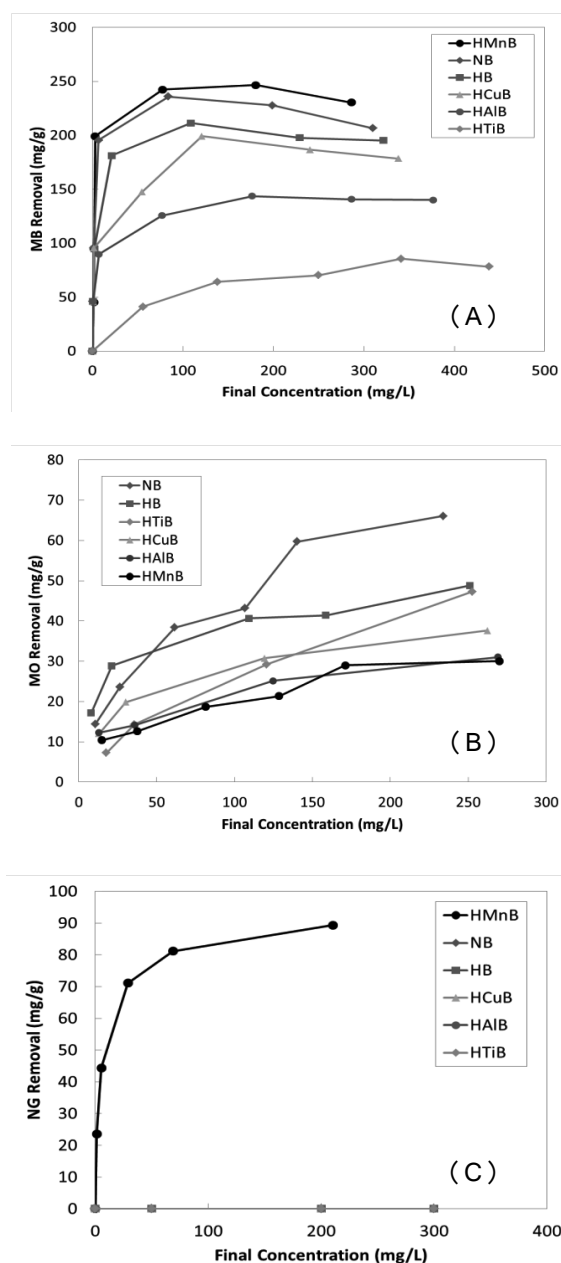 300
250
200
150
100
50
0
MB Removal (mg/g)
0 100 200 300 400 500
Final Concentration (mg/L)
HMnB
NB
HB
HCuB
HAlB
HTiB
(A)
80
70
60
50
40
30
20
10
0
MO Removal (mg/g)
0 50 100 150 200 250 300
Final Concentration (mg/L)
NB
HB
HTiB
HCuB
HAlB
HMnB
(B)
100
90
80
70
60
50
40
30
20
10
0
NG Removal (mg/g)
0 100 200 300 400
Final Concentration (mg/L)
HMnB
NB
HB
HCuB
HAlB
HTiB
(C)